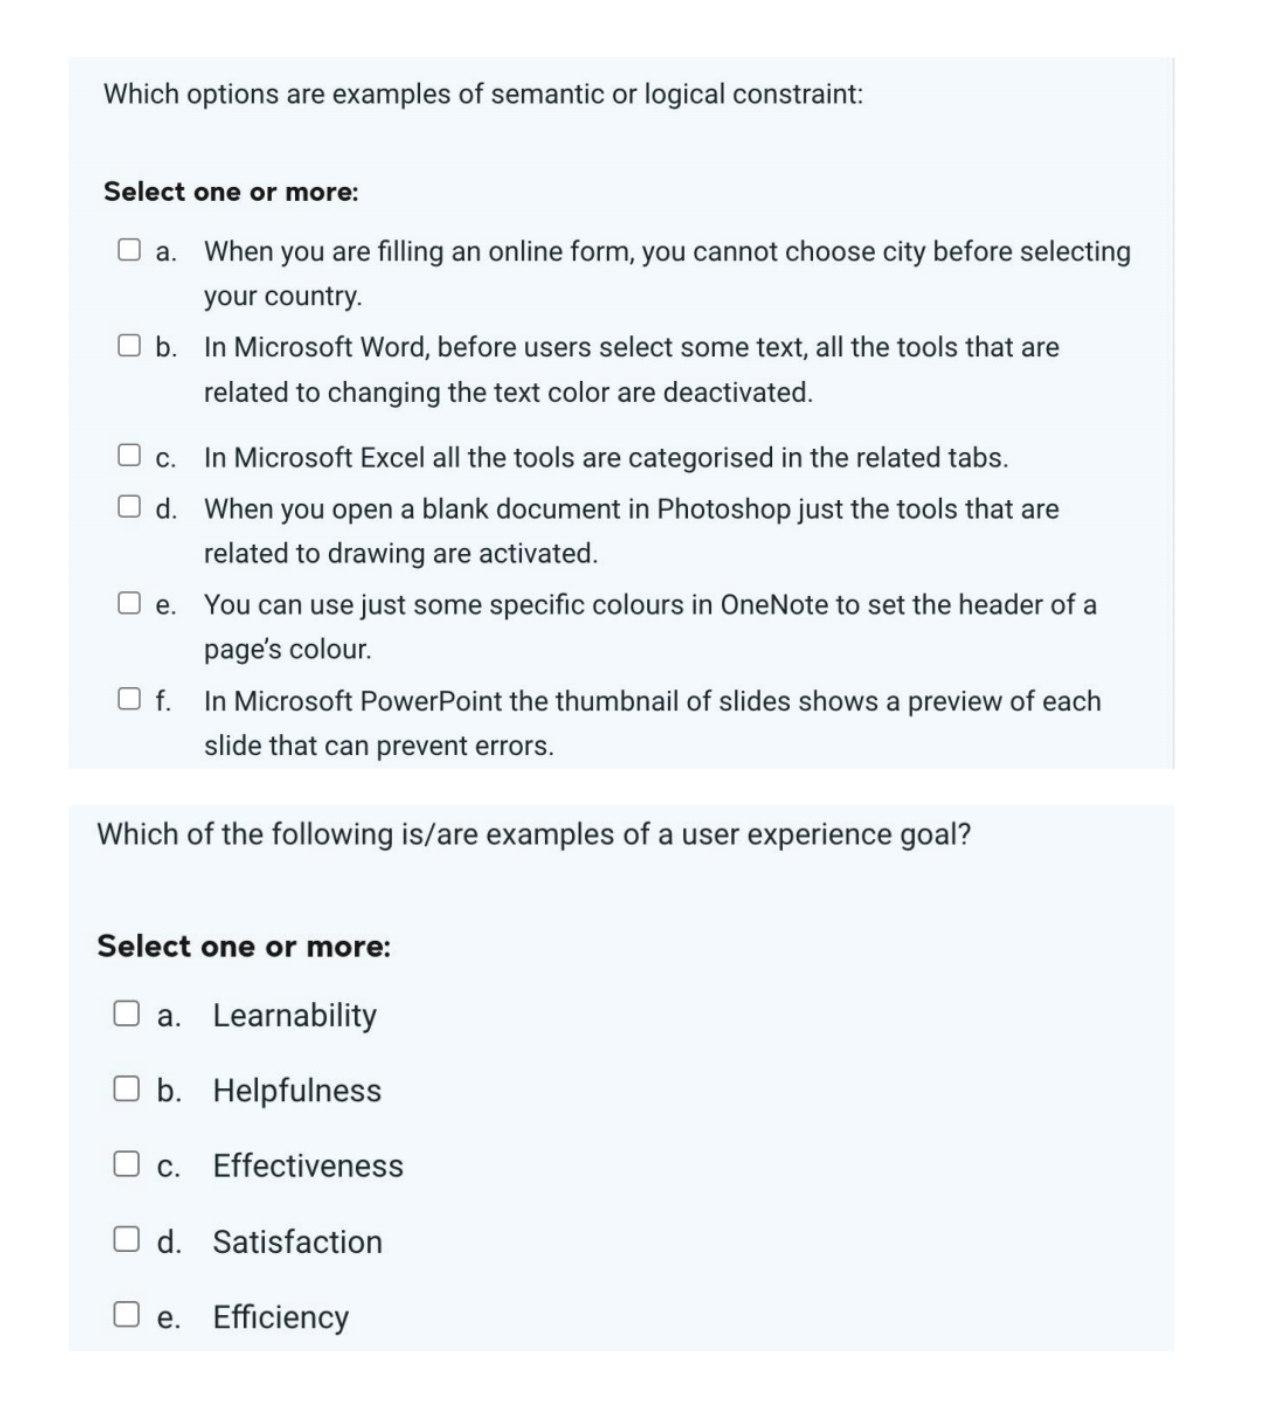 Which options are examples of semantic or logical constraint:
Select one or more:
a. When you are filling an online form, you cannot choose city before selecting
your country.
b. In Microsoft Word, before users select some text, all the tools that are
related to changing the text color are deactivated.
c. In Microsoft Excel all the tools are categorised in the related tabs.
d. When you open a blank document in Photoshop just the tools that are
related to drawing are activated.
e. You can use just some specific colours in OneNote to set the header of a
page's colour.
f. In Microsoft PowerPoint the thumbnail of slides shows a preview of each
slide that can prevent errors.
Which of the following is/are examples of a user experience goal?
Select one or more:
a. Learnability
b. Helpfulness
c. Effectiveness
d. Satisfaction
e. Efficiency